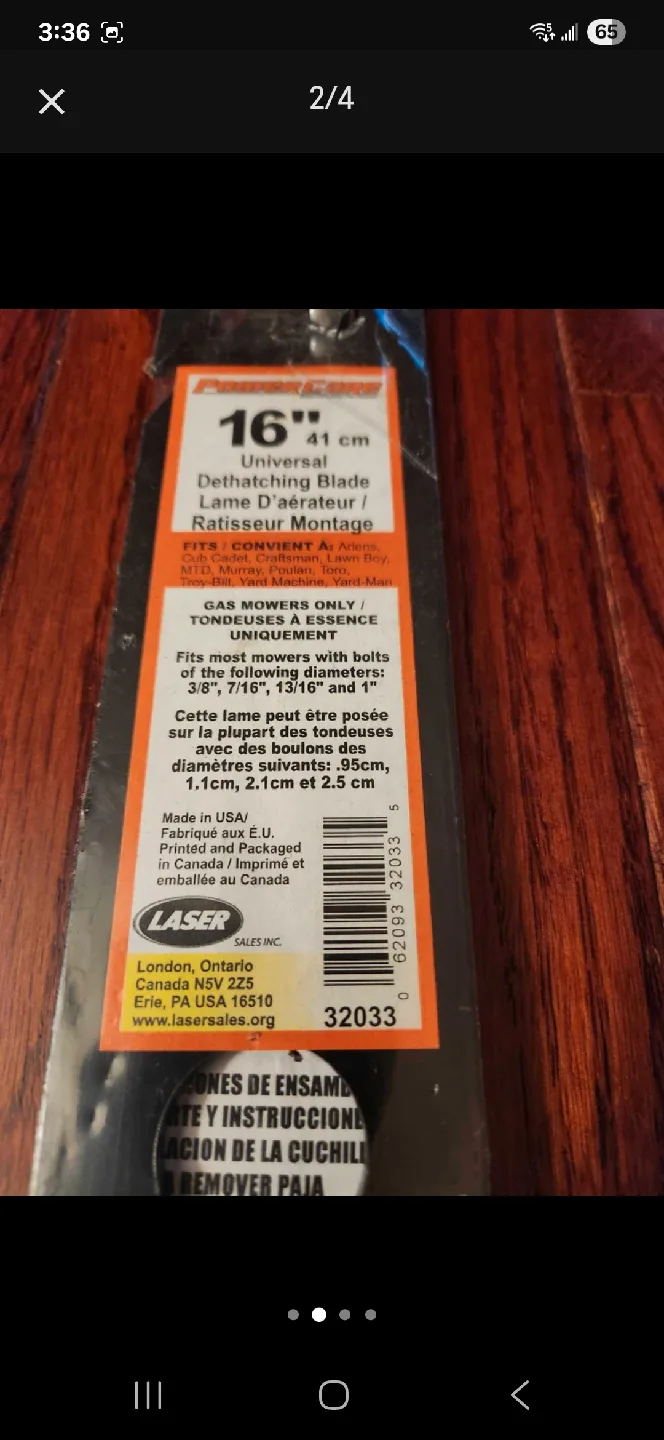 3:36
65
2/4
POWERCARE
16" 41 cm
Universal
Dethatching Blade
Lame D'aérateur /
Ratisseur Montage
FITS / CONVIENT À: Ariens,
Cub Cadet, Craftsman, Lawn Boy,
MTD, Murray, Poulan, Toro,
Troy-Bilt, Yard Machine, Yard-Man
GAS MOWERS ONLY /
TONDEUSES À ESSENCE
UNIQUEMENT
Fits most mowers with bolts
of the following diameters:
3/8", 7/16", 13/16" and 1"
Cette lame peut être posée
sur la plupart des tondeuses
avec des boulons des
diamètres suivants: .95cm,
1.1cm, 2.1cm et 2.5 cm
Made in USA/
Fabriqué aux É.U.
Printed and Packaged
in Canada / Imprimé et
emballée au Canada
LASER
SALES INC.
London, Ontario
Canada N5V 2Z5
Erie, PA USA 16510
www.lasersales.org
0 62093 32033 5
32033
ONES DE ENSAMB
TE Y INSTRUCCIONE
ACION DE LA CUCHILL
REMOVER PAJA